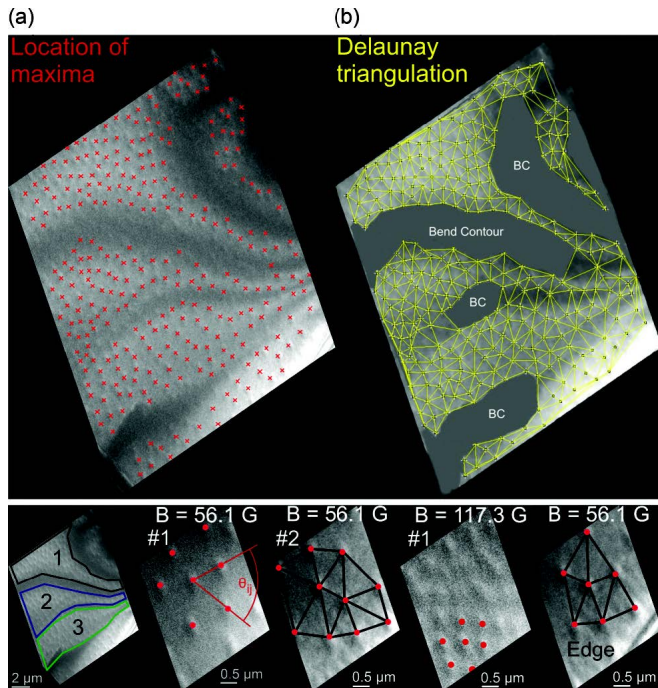 (a)
(b)
Location of
maxima
Delaunay
triangulation
BC
Bend Contour
BC
BC
B = 56.1 G
B = 56.1 G
B = 117.3 G
B = 56.1 G
#1
#2
#1
1
2
3
θij
Edge
2 µm
0.5 µm
0.5 µm
0.5 µm
0.5 µm